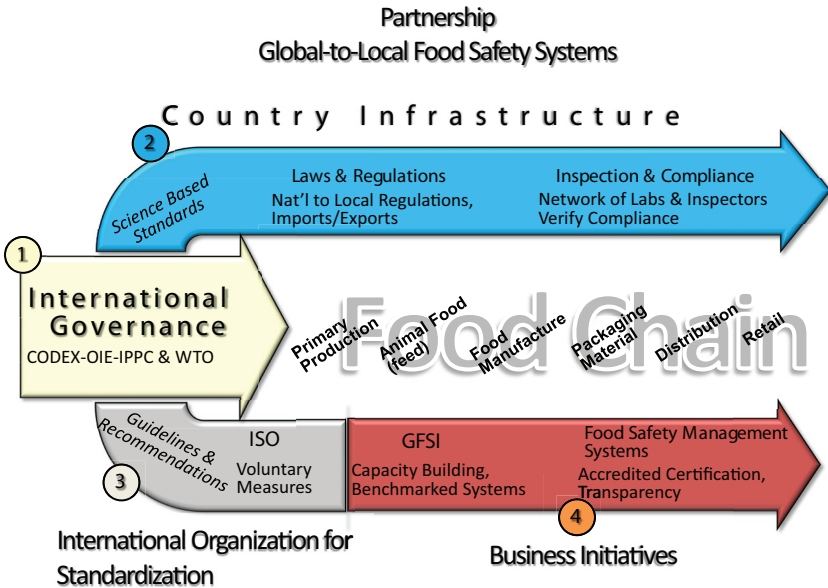 Partnership
Global-to-Local Food Safety Systems
Country Infrastructure
2
Science Based
Standards
Laws & Regulations
Nat'l to Local Regulations,
Imports/Exports
Inspection & Compliance
Network of Labs & Inspectors
Verify Compliance
1
International
Governance
CODEX-OIE-IPPC & WTO
Food Chain
Primary
Production
Animal Food
(feed)
Food
Manufacture
Packaging
Material
Distribution
Retail
Guidelines &
Recommendations
3
ISO
Voluntary
Measures
GFSI
Capacity Building,
Benchmarked Systems
Food Safety Management
Systems
Accredited Certification,
Transparency
4
International Organization for
Standardization
Business Initiatives